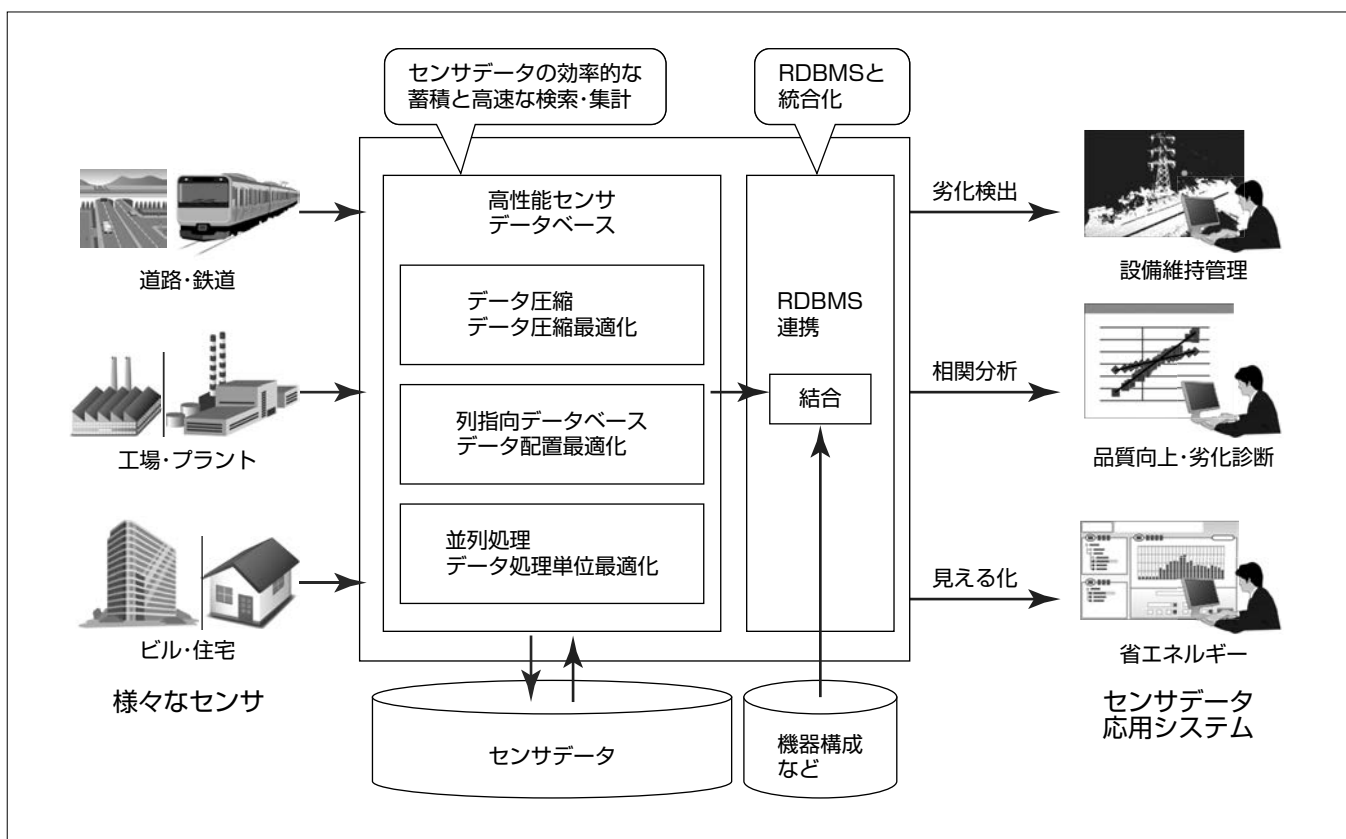 センサデータの効率的な
蓄積と高速な検索・集計
RDBMSと
統合化
道路・鉄道
工場・プラント
ビル・住宅
様々なセンサ
高性能センサ
データベース
データ圧縮
データ圧縮最適化
列指向データベース
データ配置最適化
並列処理
データ処理単位最適化
RDBMS
連携
結合
センサデータ
機器構成
など
劣化検出
設備維持管理
相関分析
品質向上・劣化診断
見える化
省エネルギー
センサデータ
応用システム